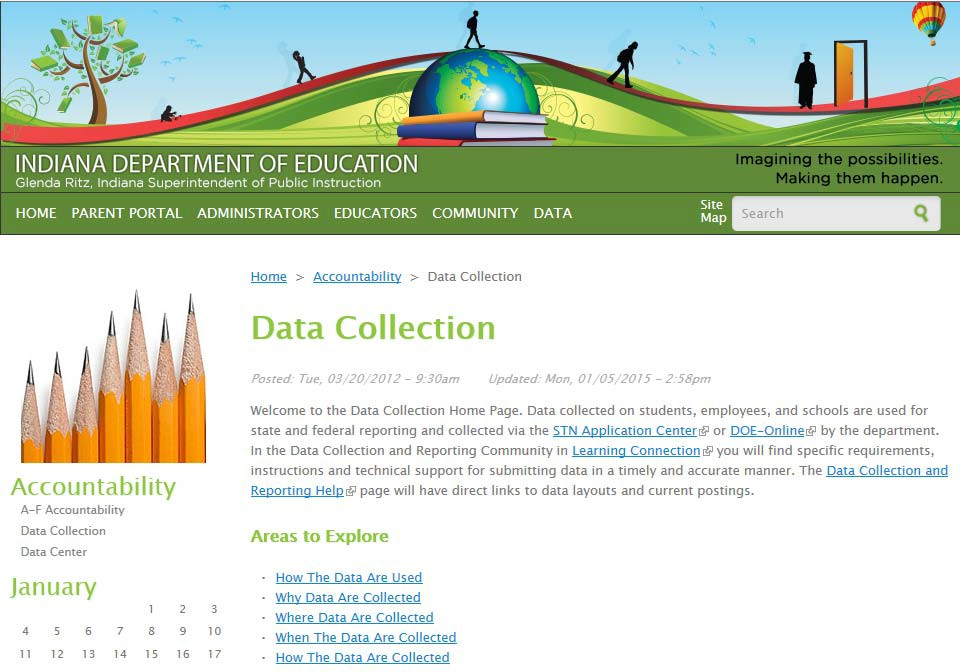 INDIANA DEPARTMENT OF EDUCATION
Glenda Ritz, Indiana Superintendent of Public Instruction
Imagining the possibilities.
Making them happen.
HOME PARENT PORTAL ADMINISTRATORS EDUCATORS COMMUNITY DATA
Site
Map
Search
Home > Accountability > Data Collection
Data Collection
Posted: Tue, 03/20/2012 - 9:30am Updated: Mon, 01/05/2015 - 2:58pm
Welcome to the Data Collection Home Page. Data collected on students, employees, and schools are used for
state and federal reporting and collected via the STN Application Center or DOE-Online by the department.
In the Data Collection and Reporting Community in Learning Connection you will find specific requirements,
instructions and technical support for submitting data in a timely and accurate manner. The Data Collection and
Reporting Help page will have direct links to data layouts and current postings.
Areas to Explore
· How The Data Are Used
· Why Data Are Collected
· Where Data Are Collected
· When The Data Are Collected
· How The Data Are Collected
Accountability
A-F Accountability
Data Collection
Data Center
January
1 2 3
4 5 6 7 8 9 10
11 12 13 14 15 16 17